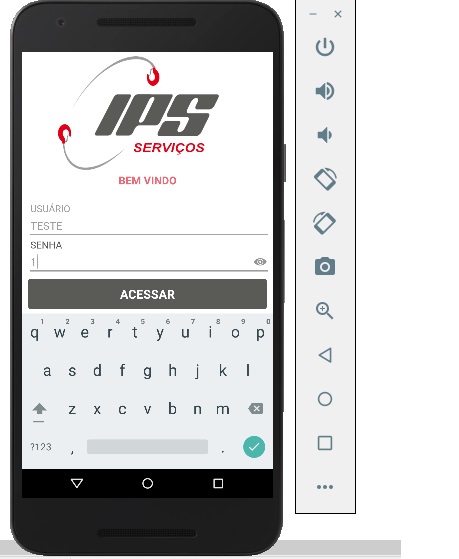 IPS
SERVIÇOS
BEM VINDO
USUÁRIO
TESTE
SENHA
1
ACESSAR
1 2 3 4 5 6 7 8 9 0
q w e r t y u i o p
a s d f g h j k l
z x c v b n m
?123 , .